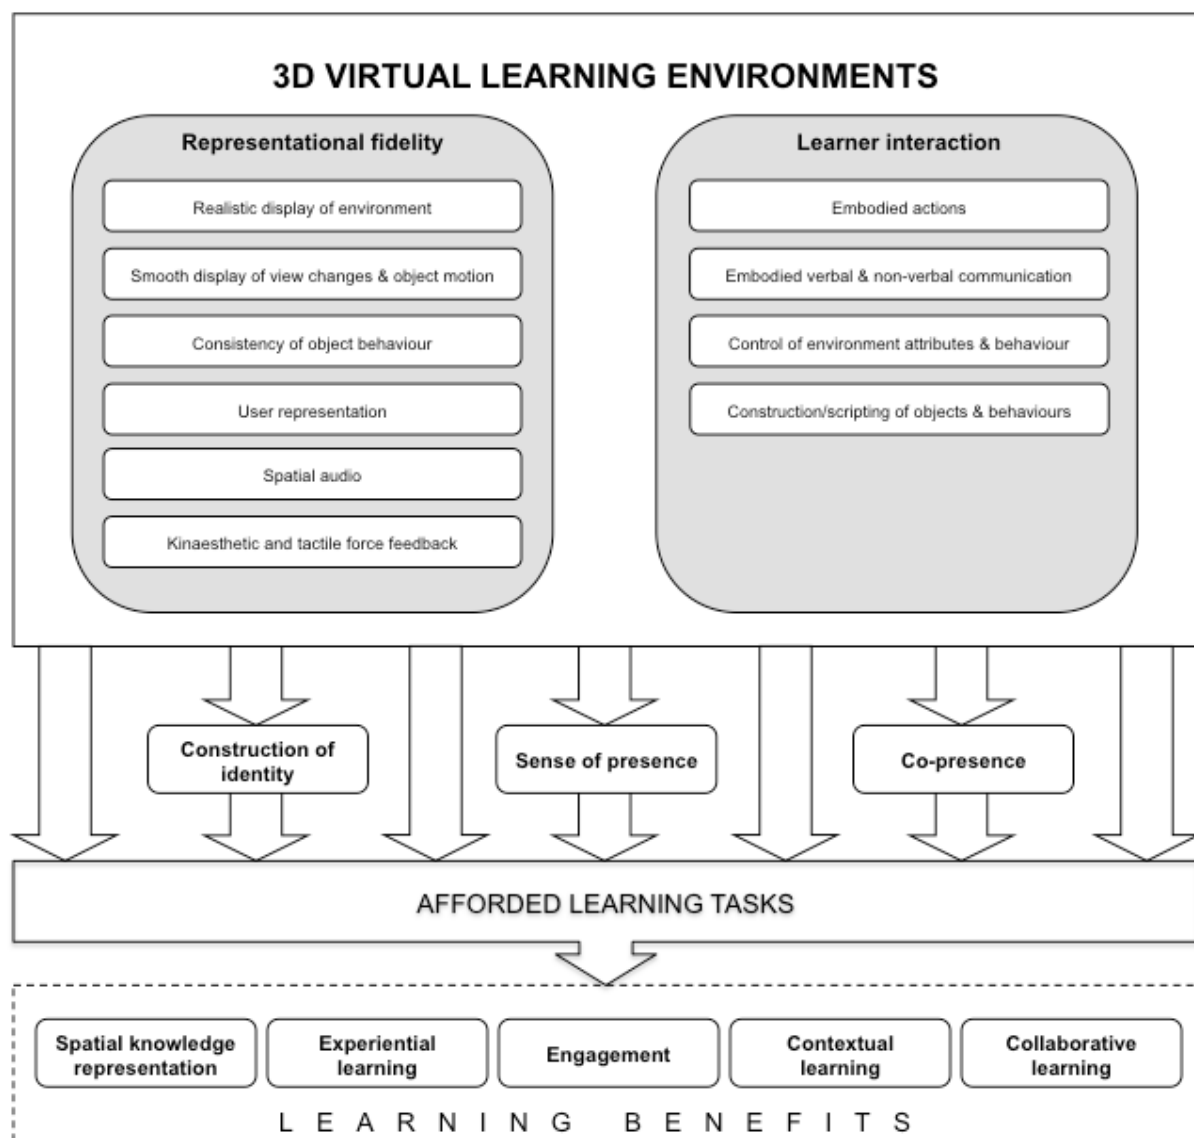 3D VIRTUAL LEARNING ENVIRONMENTS
Representational fidelity
Realistic display of environment
Smooth display of view changes & object motion
Consistency of object behaviour
User representation
Spatial audio
Kinaesthetic and tactile force feedback
Learner interaction
Embodied actions
Embodied verbal & non-verbal communication
Control of environment attributes & behaviour
Construction/scripting of objects & behaviours
Construction of
identity
Sense of presence
Co-presence
AFFORDED LEARNING TASKS
Spatial knowledge
representation
Experiential
learning
Engagement
Contextual
learning
Collaborative
learning
LEARNING BENEFITS